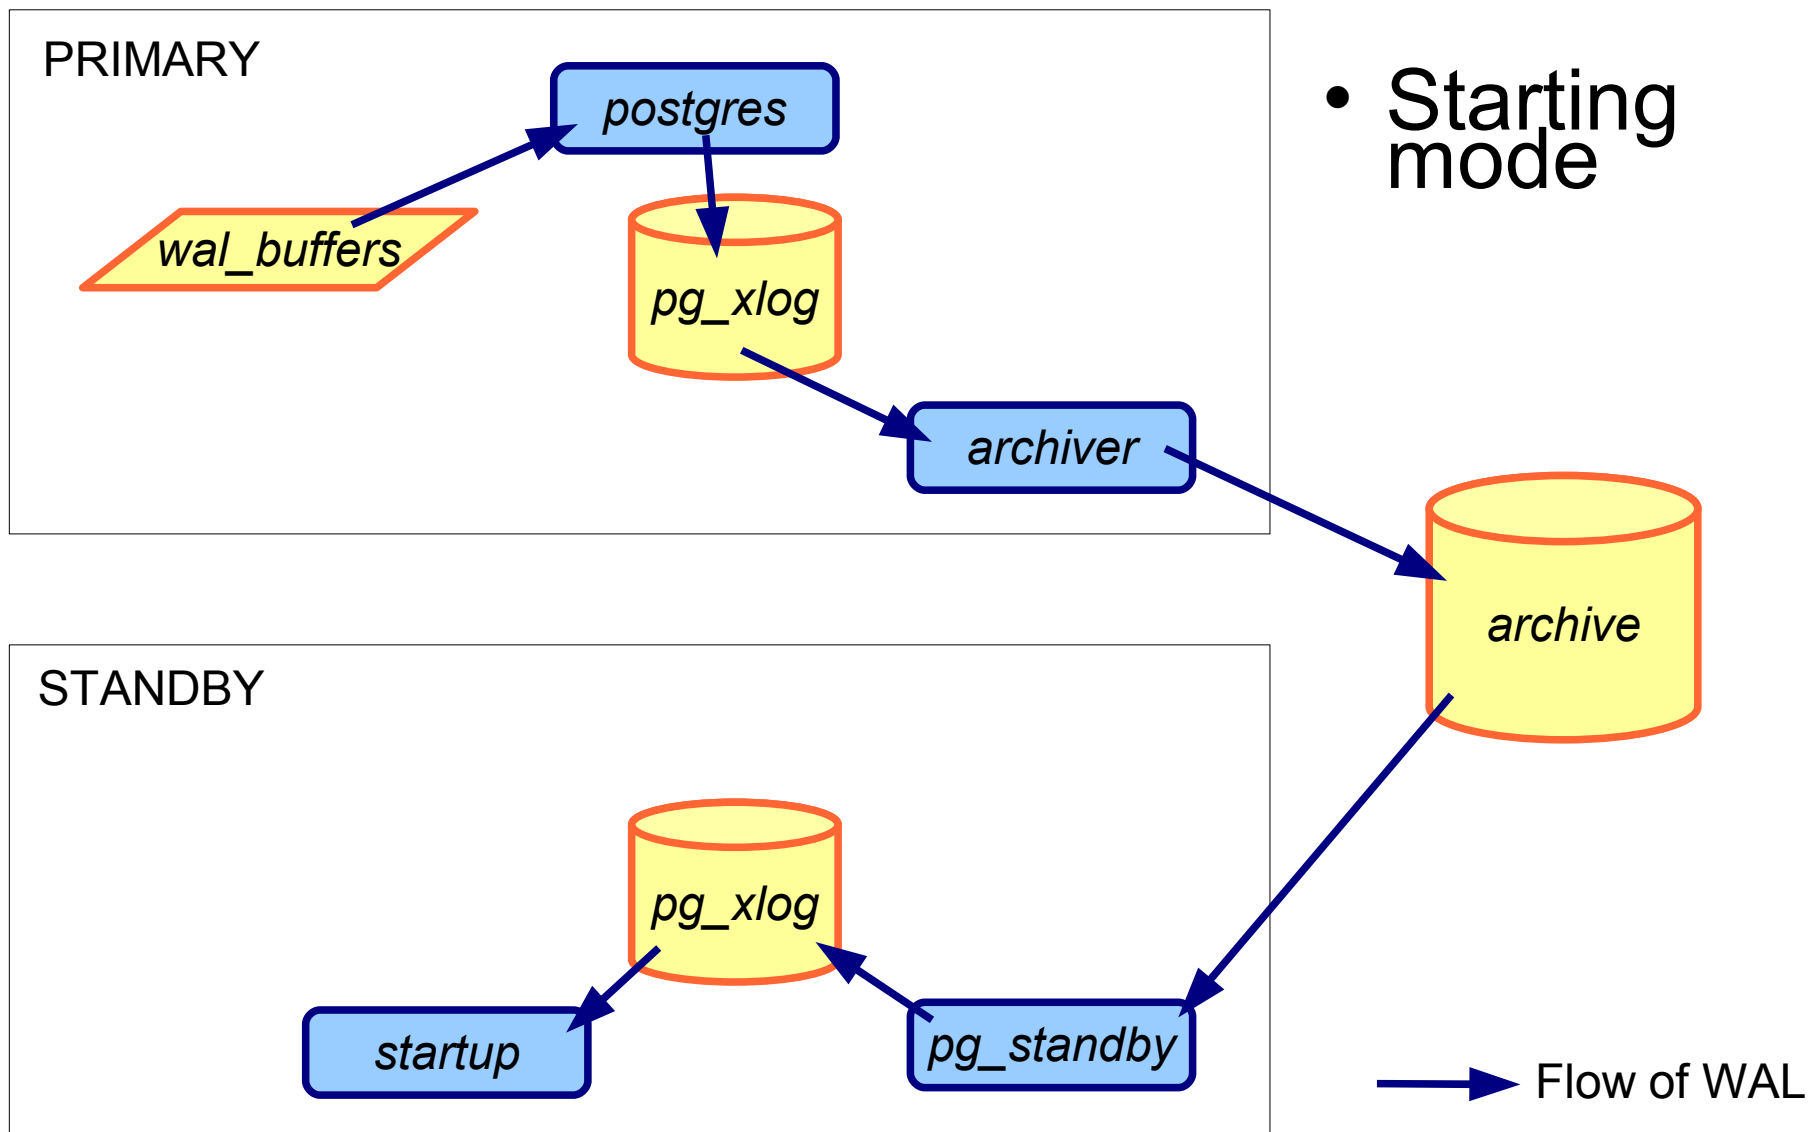 PRIMARY
postgres
• Starting
mode
wal_buffers
pg_xlog
archiver
archive
STANDBY
pg_xlog
startup
pg_standby
Flow of WAL